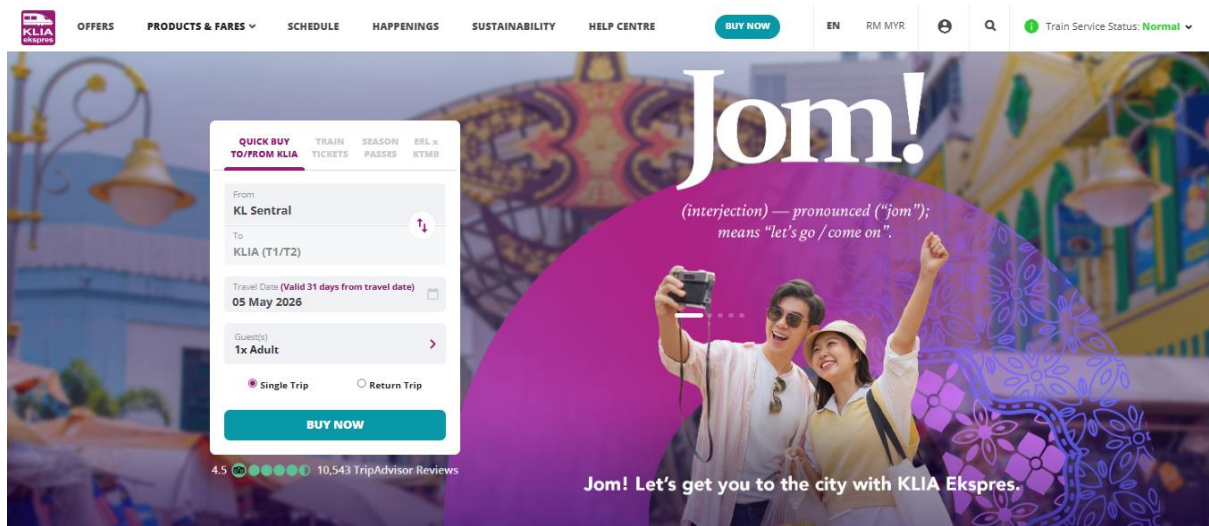 KLIA
ekspres
OFFERS
PRODUCTS & FARES
SCHEDULE
HAPPENINGS
SUSTAINABILITY
HELP CENTRE
BUY NOW
EN
RM MYR
Train Service Status: Normal
QUICK BUY
TO/FROM KLIA
TRAIN
TICKETS
SEASON
PASSES
ERL x
KTMB
From
KL Sentral
To
KLIA (T1/T2)
Travel Date (Valid 31 days from travel date)
05 May 2026
Guest(s)
1x Adult
Single Trip
Return Trip
BUY NOW
4.5
10,543 TripAdvisor Reviews
Jom!
(interjection) — pronounced (“jom”);
means “let’s go / come on”.
Jom! Let’s get you to the city with KLIA Ekspres.